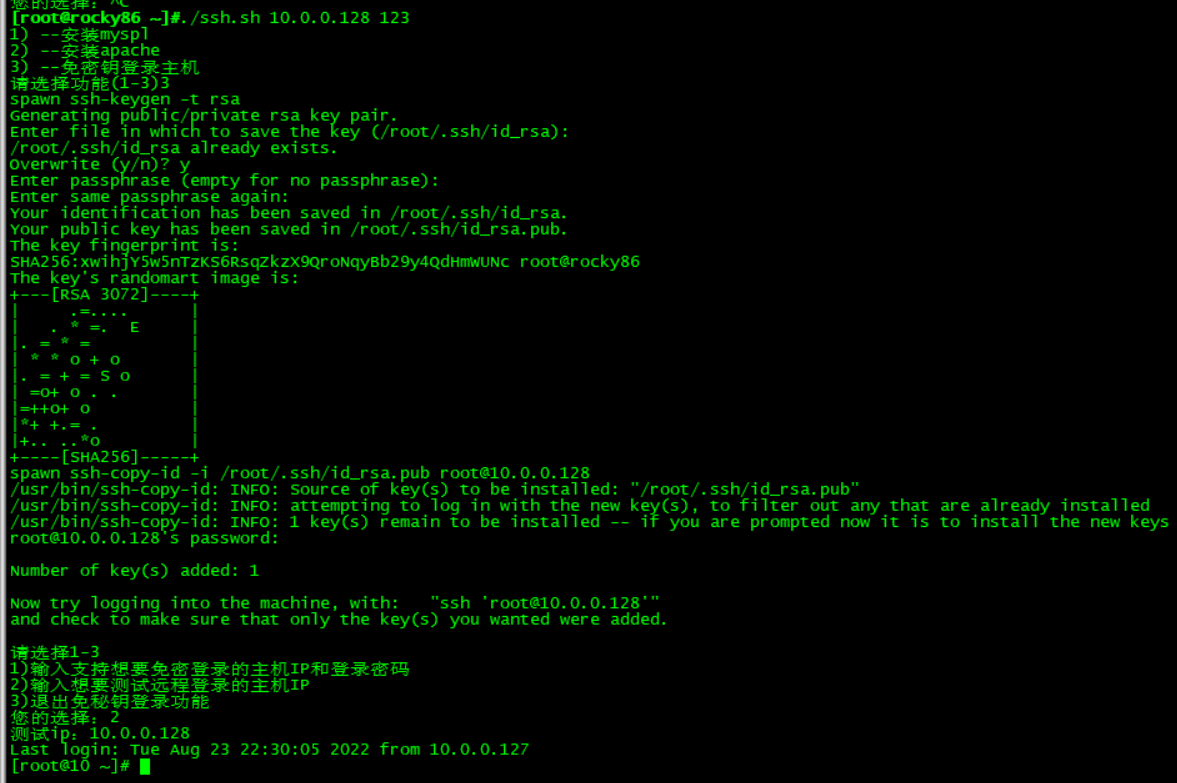 您的选择: ^C
[root@rocky86 ~]#./ssh.sh 10.0.0.128 123
1) --安装myspl
2) --安装apache
3) --免密钥登录主机
请选择功能(1-3)3
spawn ssh-keygen -t rsa
Generating public/private rsa key pair.
Enter file in which to save the key (/root/.ssh/id_rsa):
/root/.ssh/id_rsa already exists.
Overwrite (y/n)? y
Enter passphrase (empty for no passphrase):
Enter same passphrase again:
Your identification has been saved in /root/.ssh/id_rsa.
Your public key has been saved in /root/.ssh/id_rsa.pub.
The key fingerprint is:
SHA256:xwihjY5w5nTzKS6RsqZkzX9QroNqyBb29y4QdHmWUNc root@rocky86
The key's randomart image is:
+---[RSA 3072]----+
|     .=....      |
|   . * =.  E     |
|. = * =          |
| * * o + o       |
|. = + = S o      |
| =o+ o . .       |
|=++o+ o          |
|*+ +.= .         |
|+.. ..*o         |
+----[SHA256]-----+
spawn ssh-copy-id -i /root/.ssh/id_rsa.pub root@10.0.0.128
/usr/bin/ssh-copy-id: INFO: Source of key(s) to be installed: "/root/.ssh/id_rsa.pub"
/usr/bin/ssh-copy-id: INFO: attempting to log in with the new key(s), to filter out any that are already installed
/usr/bin/ssh-copy-id: INFO: 1 key(s) remain to be installed -- if you are prompted now it is to install the new keys
root@10.0.0.128's password:

Number of key(s) added: 1

Now try logging into the machine, with:   "ssh 'root@10.0.0.128'"
and check to make sure that only the key(s) you wanted were added.

请选择1-3
1)输入支持想要免密登录的主机IP和登录密码
2)输入想要测试远程登录的主机IP
3)退出免秘钥登录功能
您的选择: 2
测试ip: 10.0.0.128
Last login: Tue Aug 23 22:30:05 2022 from 10.0.0.127
[root@10 ~]#